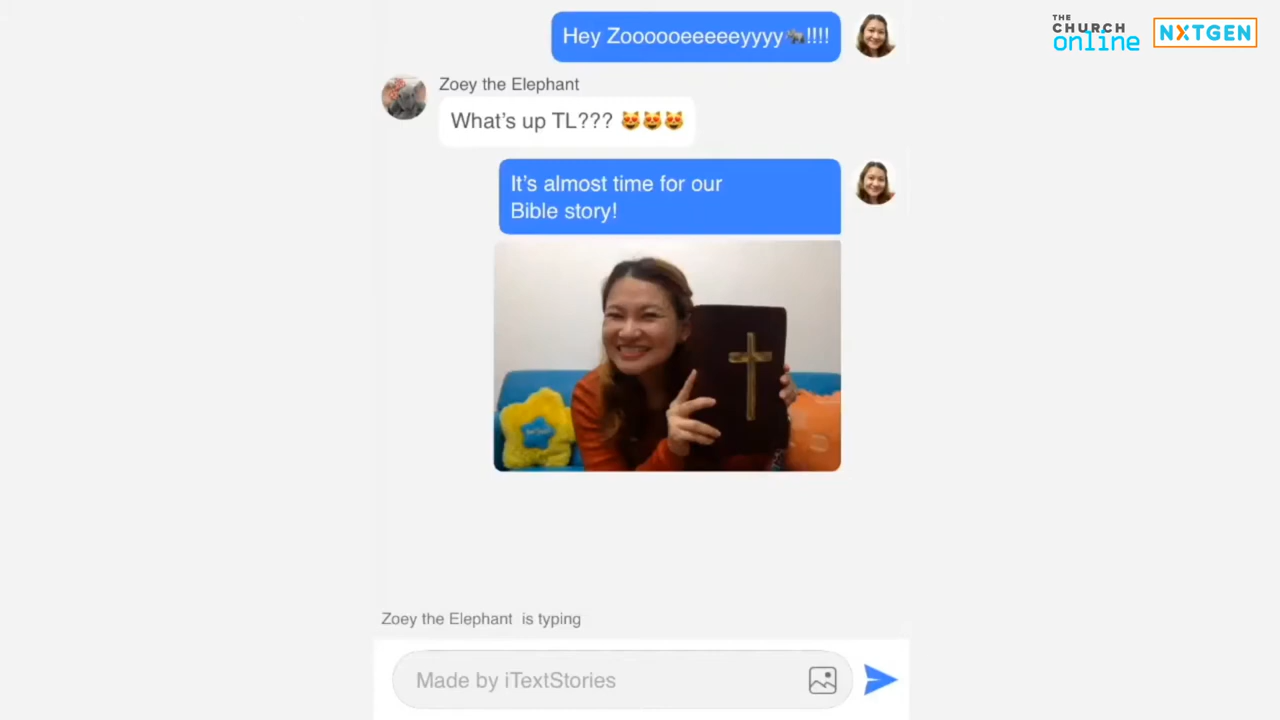 THE
CHURCH
online
NXTGEN
Hey Zoooooeeeeeyyyy🐘!!!!
Zoey the Elephant
What's up TL??? 😻😻😻
It's almost time for our
Bible story!
Zoey the Elephant is typing
Made by iTextStories